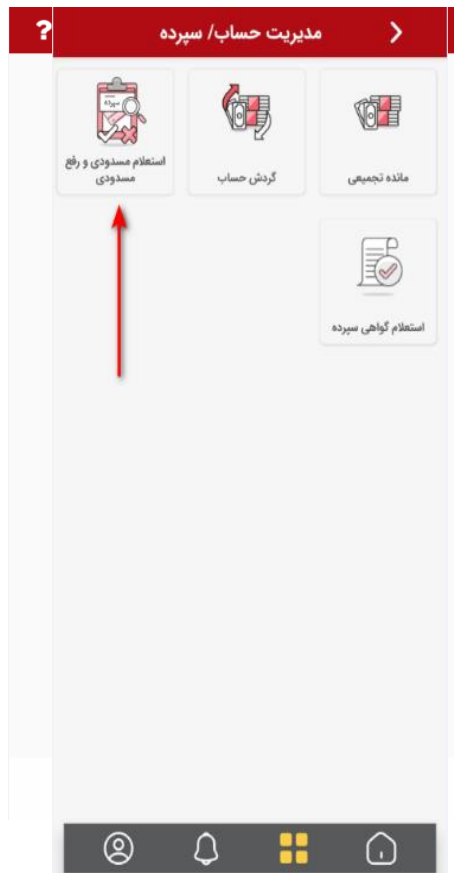 مدیریت حساب/ سپرده
?
مانده تجمیعی
گردش حساب
استعلام مسدودی و رفع
مسدودی
استعلام گواهی سپرده